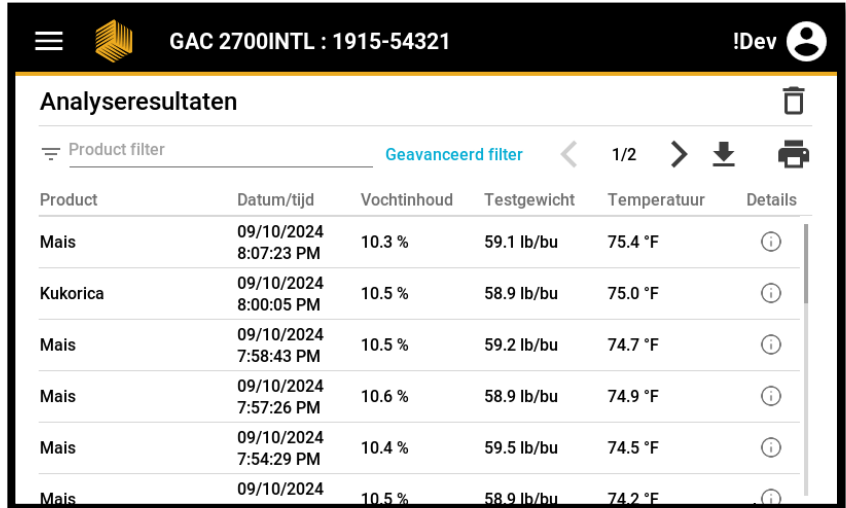 GAC 2700INTL : 1915-54321 !Dev
Analyseresultaten
Product filter Geavanceerd filter 1/2
Product Datum/tijd Vochtinhoud Testgewicht Temperatuur Details
Mais 09/10/2024 8:07:23 PM 10.3 % 59.1 lb/bu 75.4 °F
Kukorica 09/10/2024 8:00:05 PM 10.5 % 58.9 lb/bu 75.0 °F
Mais 09/10/2024 7:58:43 PM 10.5 % 59.2 lb/bu 74.7 °F
Mais 09/10/2024 7:57:26 PM 10.6 % 58.9 lb/bu 74.9 °F
Mais 09/10/2024 7:54:29 PM 10.4 % 59.5 lb/bu 74.5 °F
Mais 09/10/2024 10.5 % 58.9 lb/bu 74.2 °F